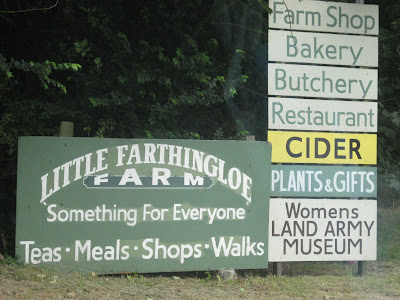 LITTLE FARTHINGLOE
FARM
Something For Everyone
Teas · Meals · Shops · Walks
Farm Shop
Bakery
Butchery
Restaurant
CIDER
PLANTS & GIFTS
Womens
LAND ARMY
MUSEUM